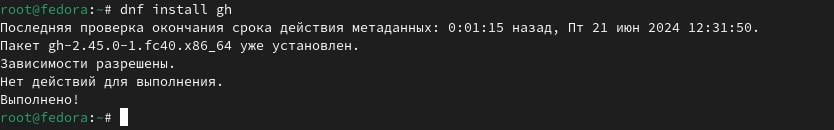 root@fedora:~# dnf install gh
Последняя проверка окончания срока действия метаданных: 0:01:15 назад, Пт 21 июн 2024 12:31:50.
Пакет gh-2.45.0-1.fc40.x86_64 уже установлен.
Зависимости разрешены.
Нет действий для выполнения.
Выполнено!
root@fedora:~#